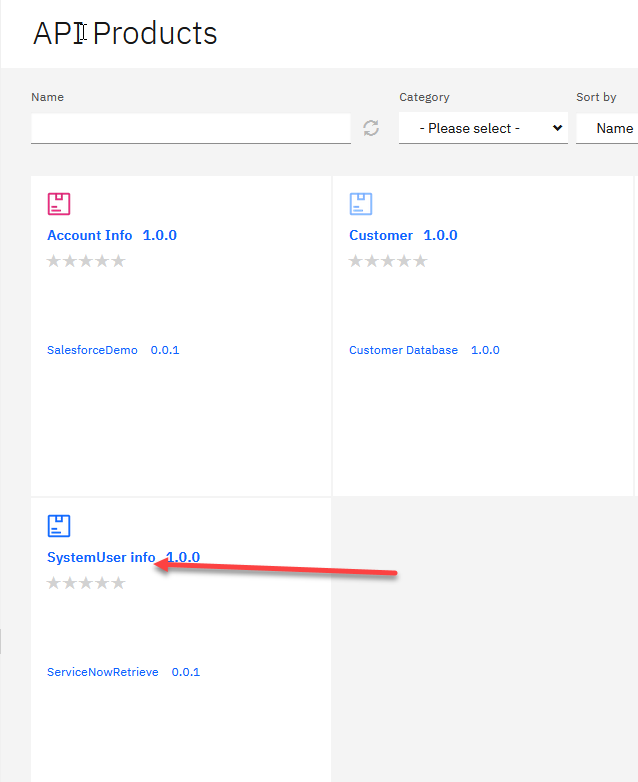 API Products
Name
Category
Sort by
- Please select -
Name
Account Info 1.0.0
Customer 1.0.0
SalesforceDemo 0.0.1
Customer Database 1.0.0
SystemUser info 1.0.0
ServiceNowRetrieve 0.0.1